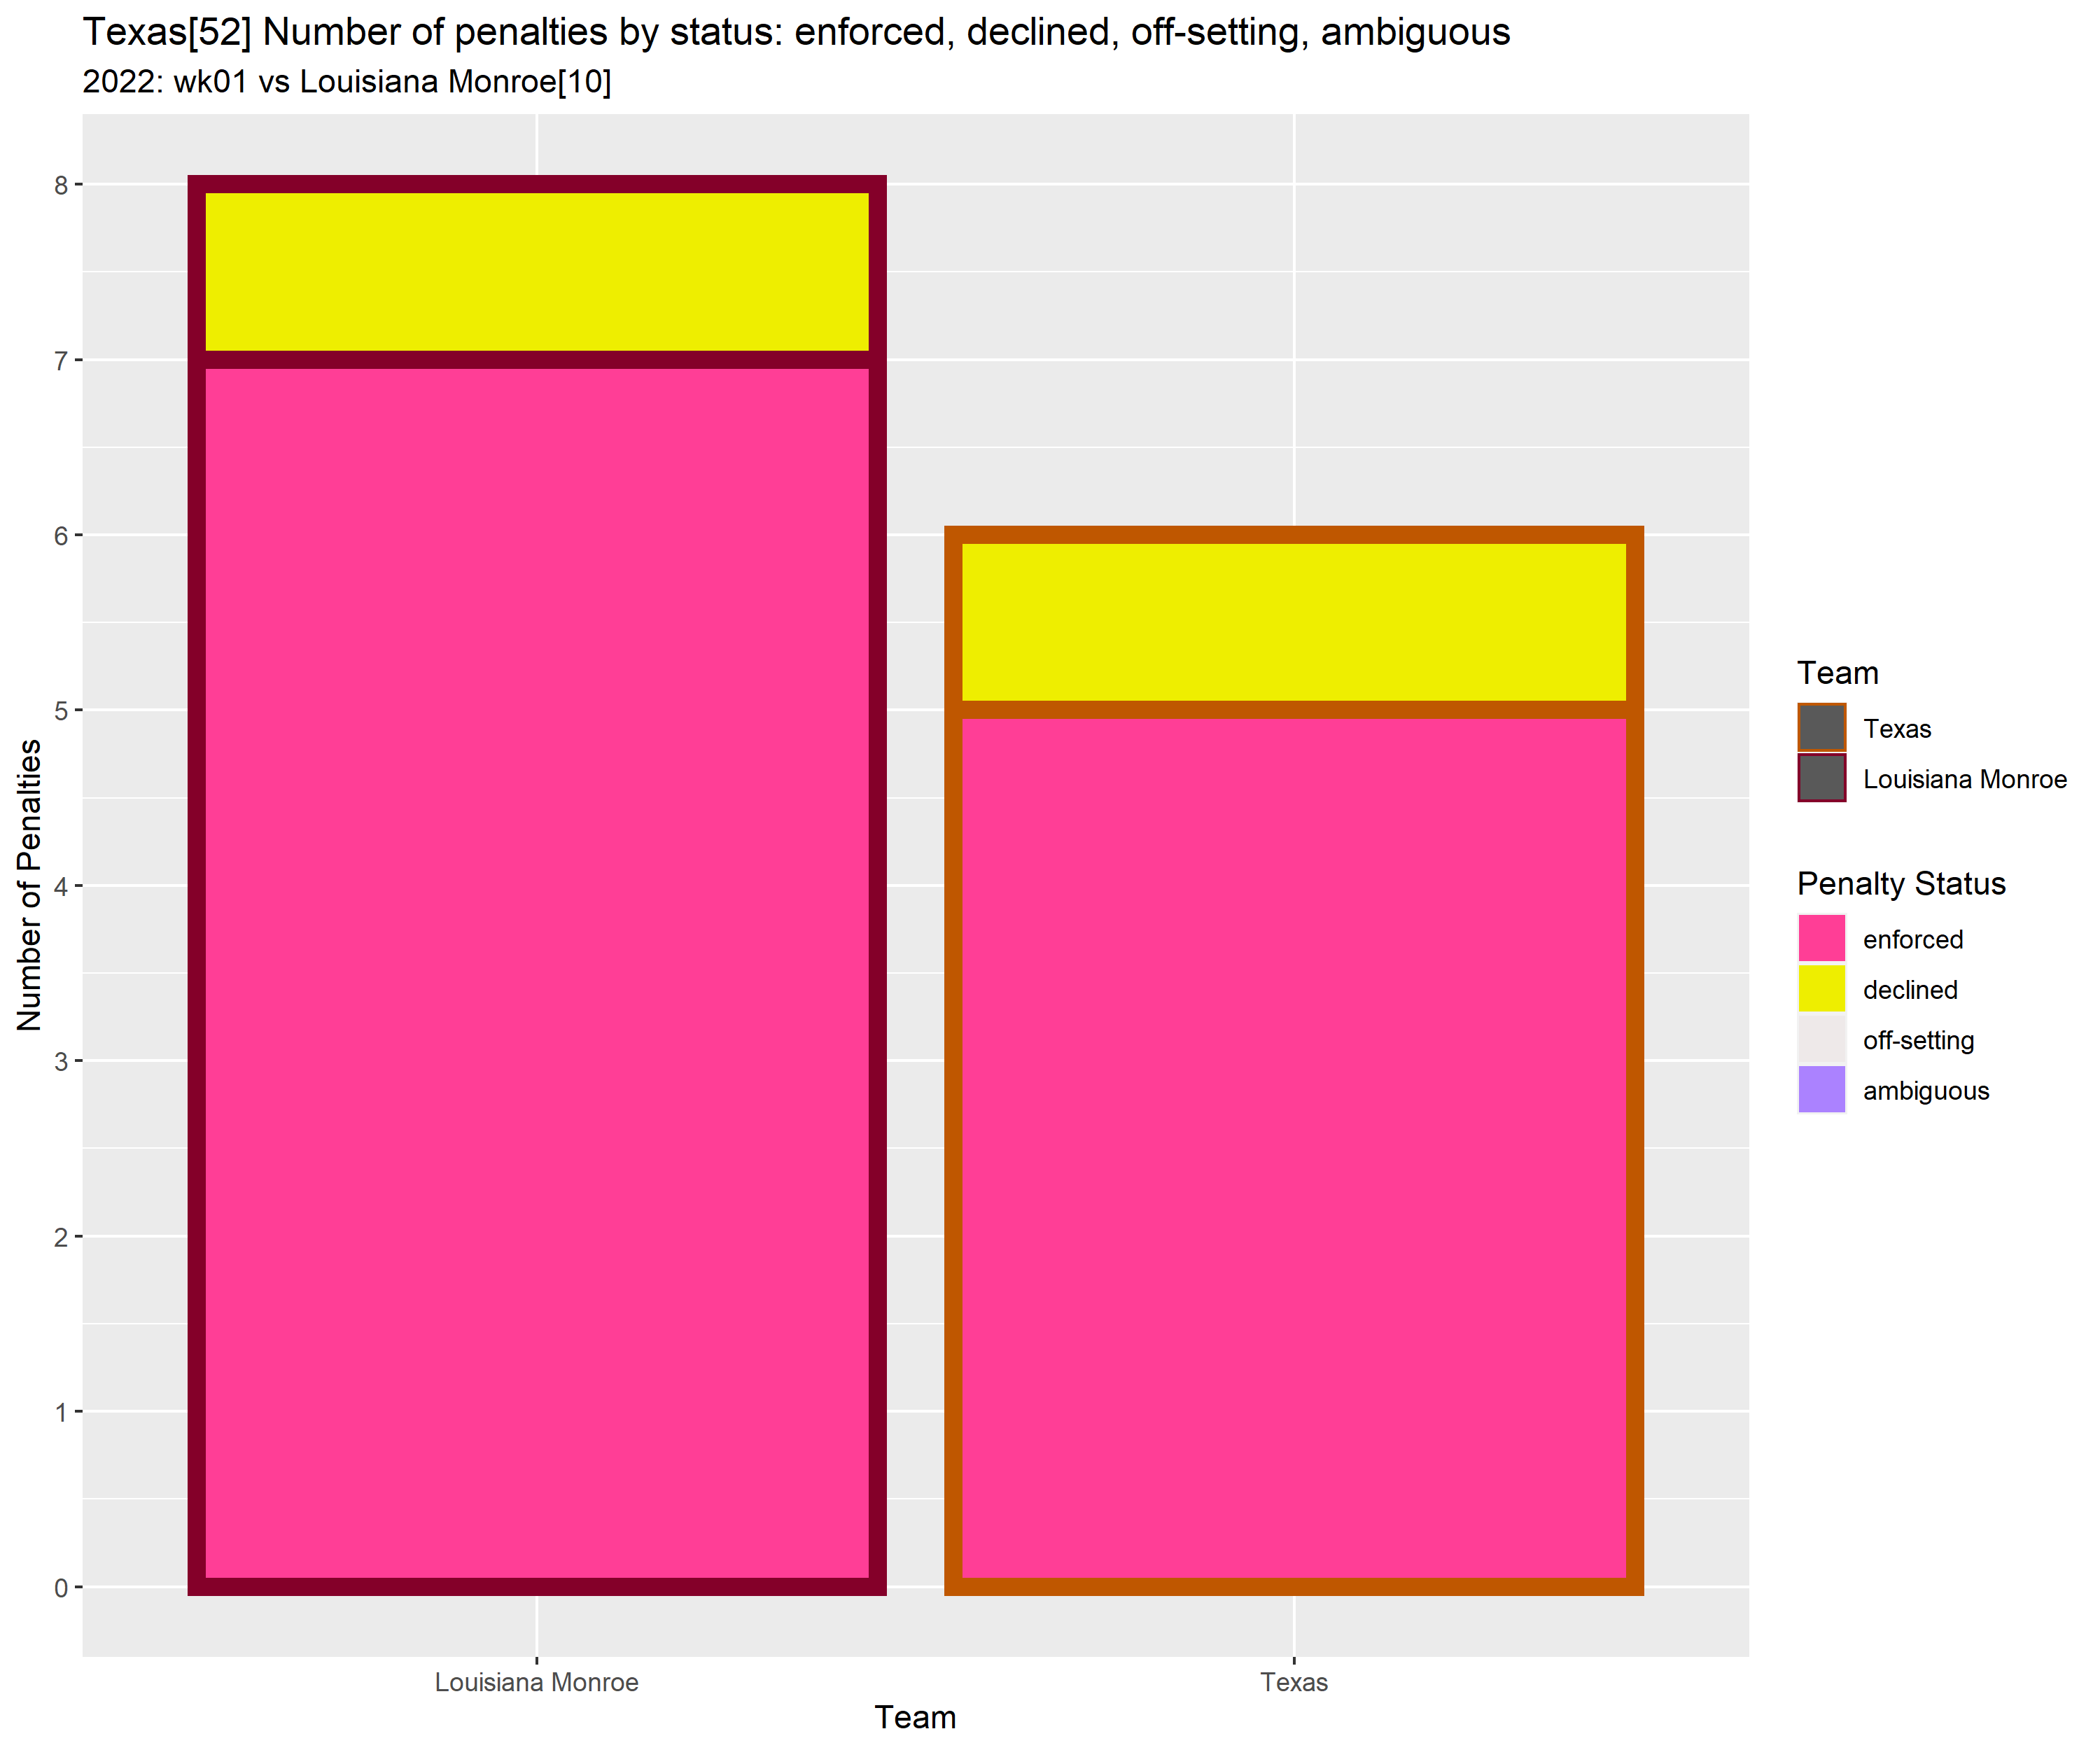 Texas[52] Number of penalties by status: enforced, declined, off-setting, ambiguous
2022: wk01 vs Louisiana Monroe[10]
Number of Penalties
8
7
6
5
4
3
2
1
0
Louisiana Monroe
Texas
Team
Team
Texas
Louisiana Monroe
Penalty Status
enforced
declined
off-setting
ambiguous